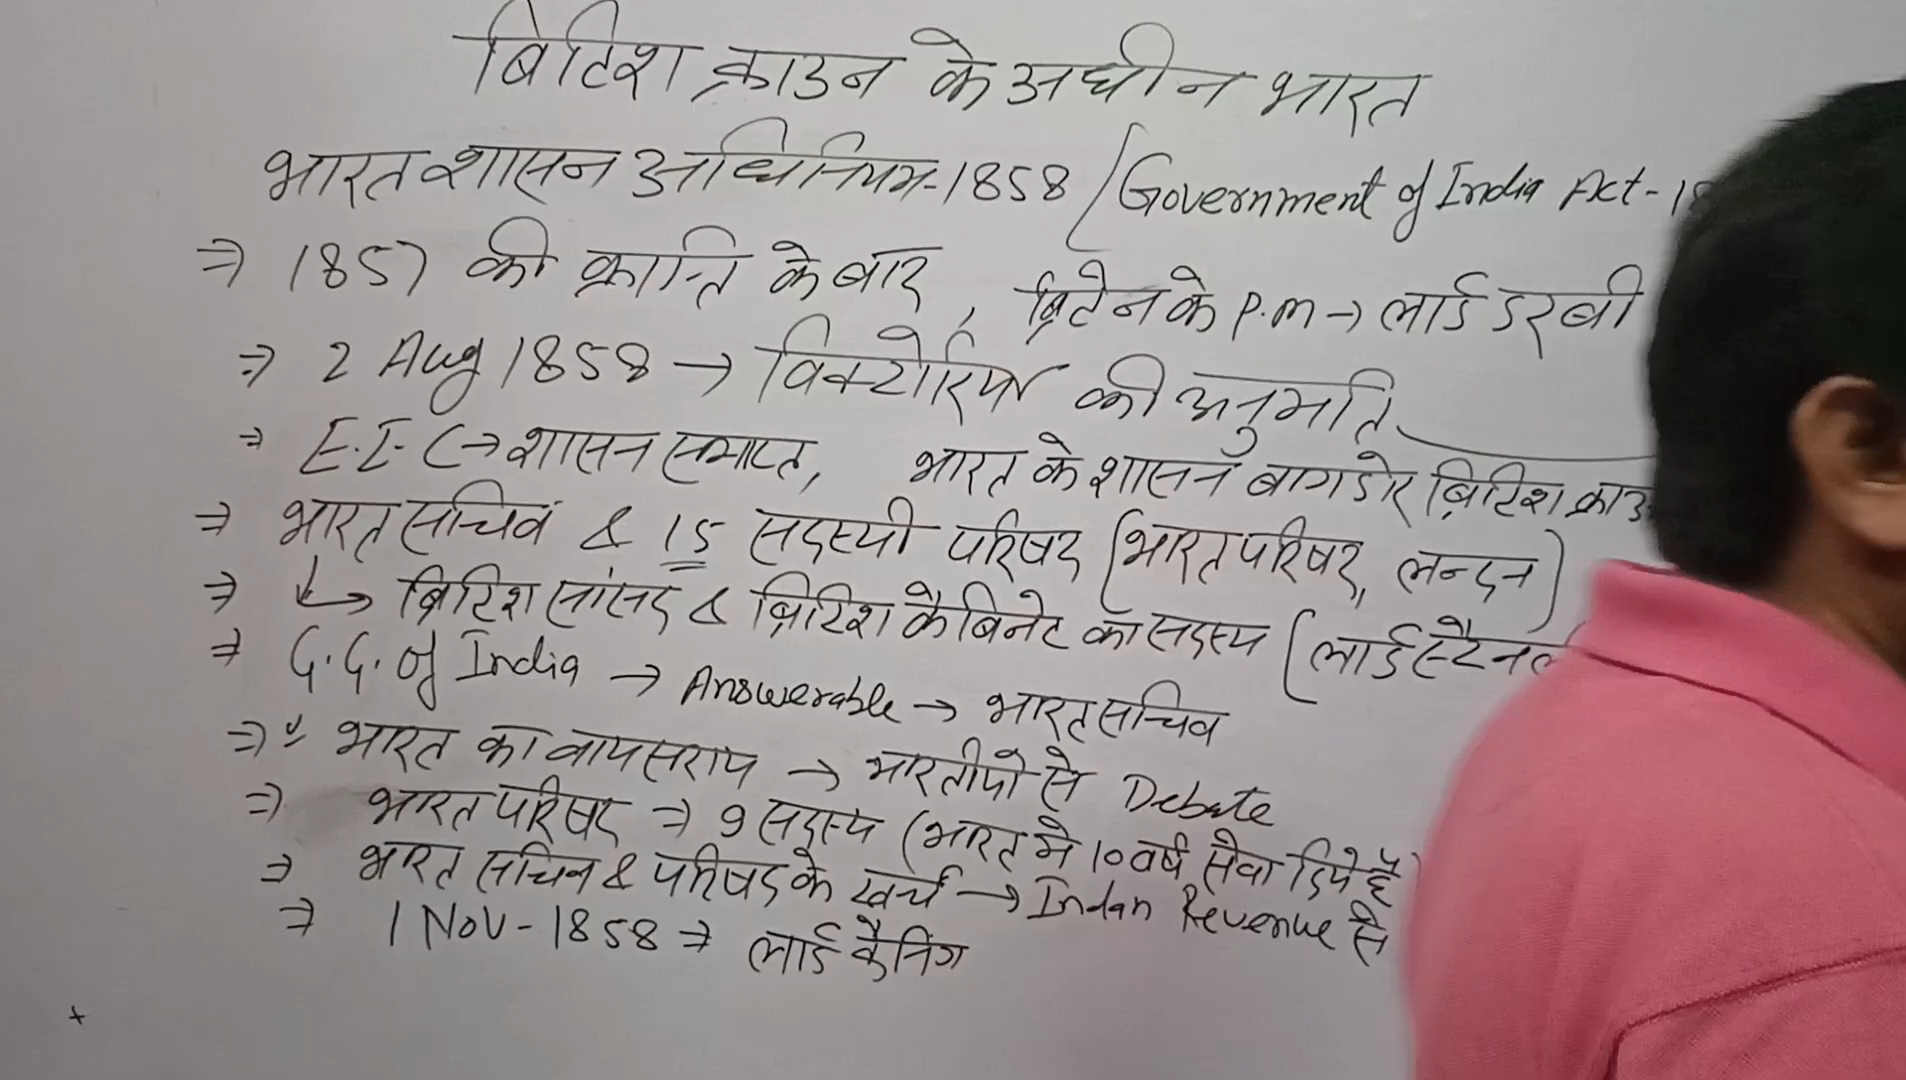 ब्रिटिश क्राउन के अधीन भारत
भारत शासन अधिनियम-1858 (Government of India Act-
⇒ 1857 की क्रान्ति के बाद, ब्रिटेन के P.m → लार्ड डरबी
⇒ 2 Aug 1858 → विक्टोरिया की अनुमति
⇒ E.I.C → शासन समाप्त, भारत के शासन बागडोर ब्रिटिश
⇒ भारत सचिव & 15 सदस्यी परिषद (भारत परिषद, लन्दन)
⇒ ↳ ब्रिटिश सांसद & ब्रिटिश कैबिनेट का सदस्य (लार्ड
⇒ G.G. of India → Answerable → भारत सचिव
⇒ भारत का वायसराय → भारतीयो से Debate
⇒ भारत परिषद ⇒ 9 सदस्य (भारत मे 10 वर्ष सेवा दिये हैं)
⇒ भारत सचिव & परिषद के खर्च → Indan Revenue से
⇒ 1 Nov-1858 ⇒ लार्ड कैनिंग